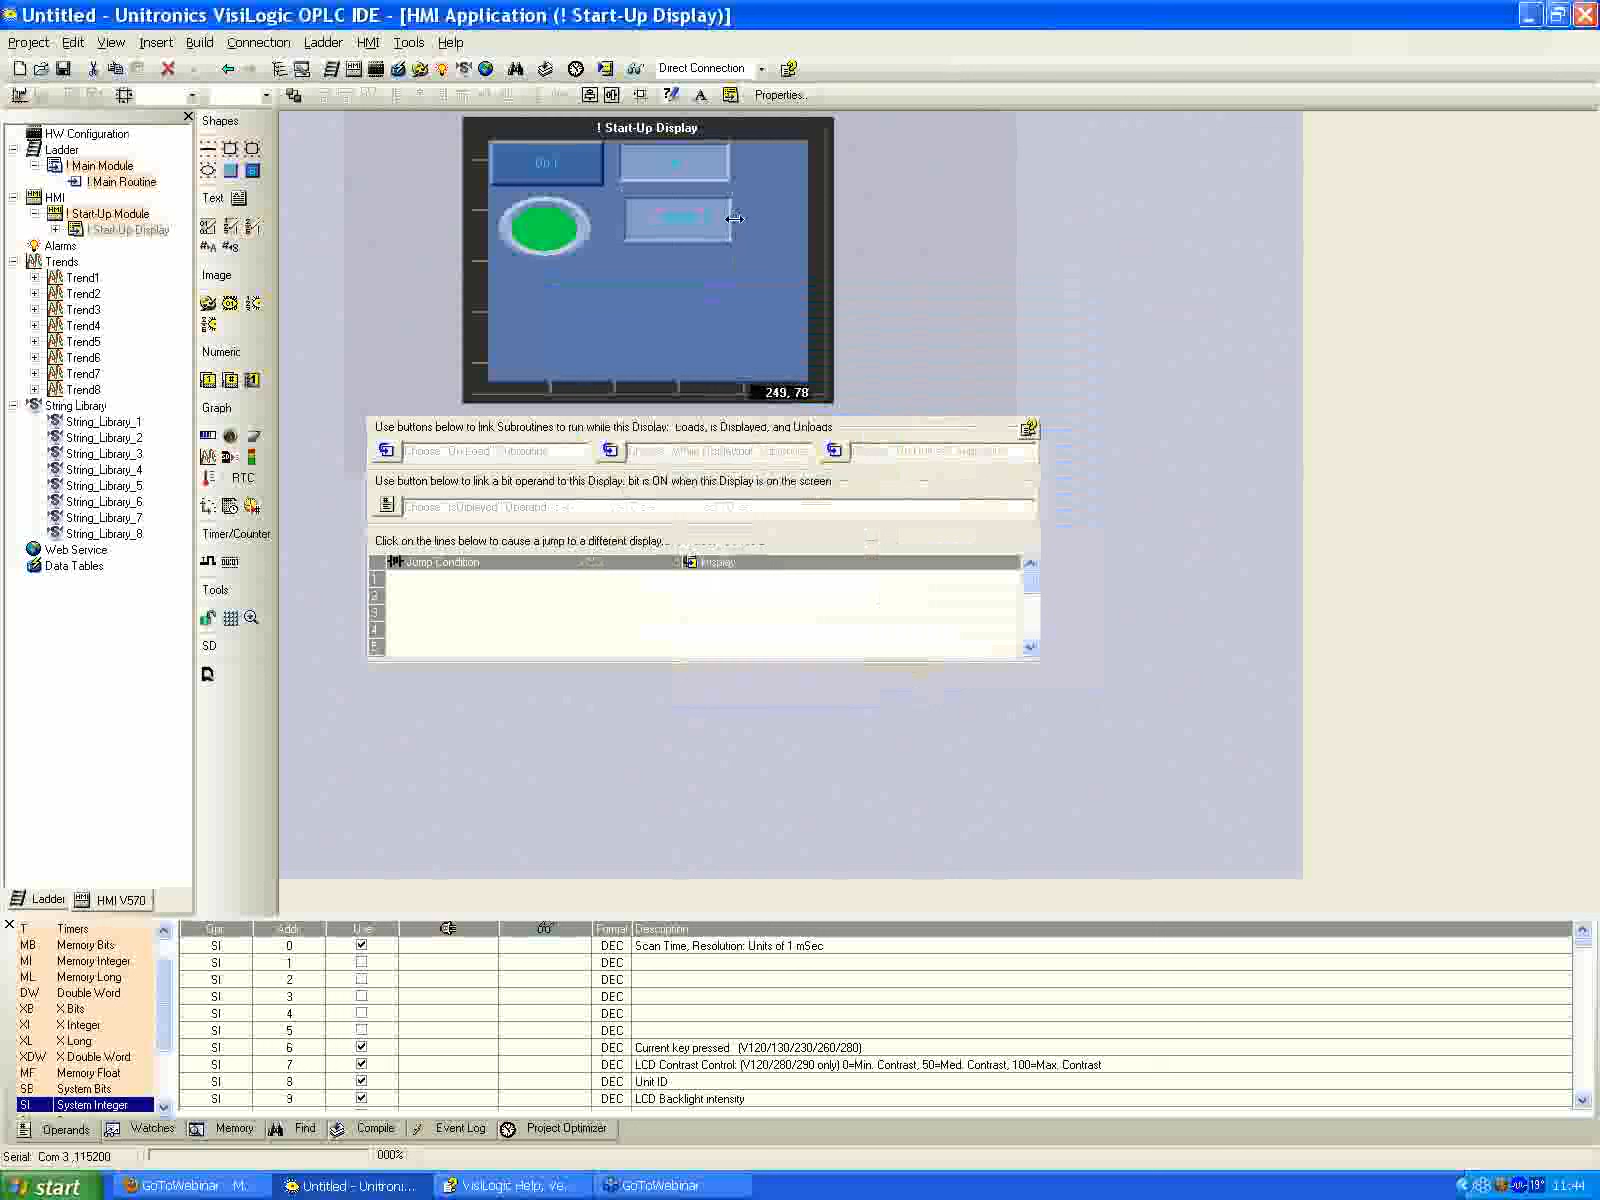 Untitled - Unitronics VisiLogic OPLC IDE - [HMI Application (! Start-Up Display)]
Project Edit View Insert Build Connection Ladder HMI Tools Help
Direct Connection
Properties..
HW Configuration
Ladder
! Main Module
! Main Routine
HMI
! Start-Up Module
! Start-Up Display
Alarms
Trends
Trend1
Trend2
Trend3
Trend4
Trend5
Trend6
Trend7
Trend8
String Library
String_Library_1
String_Library_2
String_Library_3
String_Library_4
String_Library_5
String_Library_6
String_Library_7
String_Library_8
Web Service
Data Tables
Ladder HMI V570
Shapes
Text
Image
Numeric
Graph
RTC
Timer/Counter
Tools
SD
! Start-Up Display
249, 78
Use buttons below to link Subroutines to run while this Display: Loads, is Displayed, and Unloads
Use button below to link a bit operand to this Display: bit is ON when this Display is on the screen
Click on the lines below to cause a jump to a different display...
Jump Condition Display
1
2
3
4
5
T Timers
MB Memory Bits
MI Memory Integer
ML Memory Long
DW Double Word
XB X Bits
XI X Integer
XL X Long
XDW X Double Word
MF Memory Float
SB System Bits
SI System Integer
Opr Addr Use Format Description
SI 0 DEC Scan Time, Resolution: Units of 1 mSec
SI 1 DEC
SI 2 DEC
SI 3 DEC
SI 4 DEC
SI 5 DEC
SI 6 DEC Current key pressed (V120/130/230/260/280)
SI 7 DEC LCD Contrast Control: (V120/280/290 only) 0=Min. Contrast, 50=Med. Contrast, 100=Max. Contrast
SI 8 DEC Unit ID
SI 9 DEC LCD Backlight intensity
Operands Watches Memory Find Compile Event Log Project Optimizer
Serial: Com 3 ,115200 000%
start GoToWebinar - M... Untitled - Unitroni... VisiLogic Help, Ve... GoToWebinar 19° 11:44